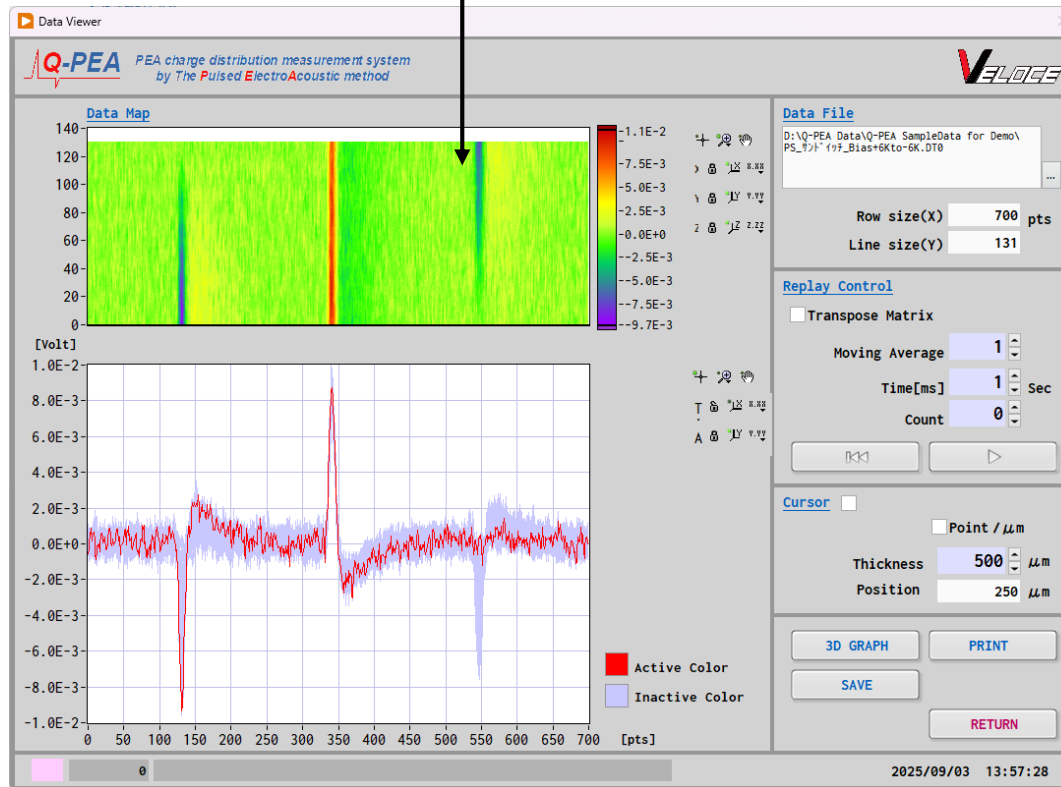 Data Viewer
Q-PEA
PEA charge distribution measurement system
by The Pulsed ElectroAcoustic method
VELOCE
Data Map
140
120
100
80
60
40
20
0
-1.1E-2
-7.5E-3
-5.0E-3
-2.5E-3
-0.0E+0
--2.5E-3
--5.0E-3
--7.5E-3
--9.7E-3
X.XX
Y.YY
Z
Z.ZZ
[Volt]
1.0E-2
8.0E-3
6.0E-3
4.0E-3
2.0E-3
0.0E+0
-2.0E-3
-4.0E-3
-6.0E-3
-8.0E-3
-1.0E-2
0 50 100 150 200 250 300 350 400 450 500 550 600 650 700 [pts]
T
X.XX
A
Y.YY
Active Color
Inactive Color
Data File
D:\Q-PEA Data\Q-PEA SampleData for Demo\
PS_ｻﾝﾄﾞｲｯﾁ_Bias+6Kto-6K.DT0
...
Row size(X) 700 pts
Line size(Y) 131
Replay Control
Transpose Matrix
Moving Average 1
Time[ms] 1 Sec
Count 0
Cursor
Point/μm
Thickness 500 μm
Position 250 μm
3D GRAPH
PRINT
SAVE
RETURN
0
2025/09/03 13:57:28